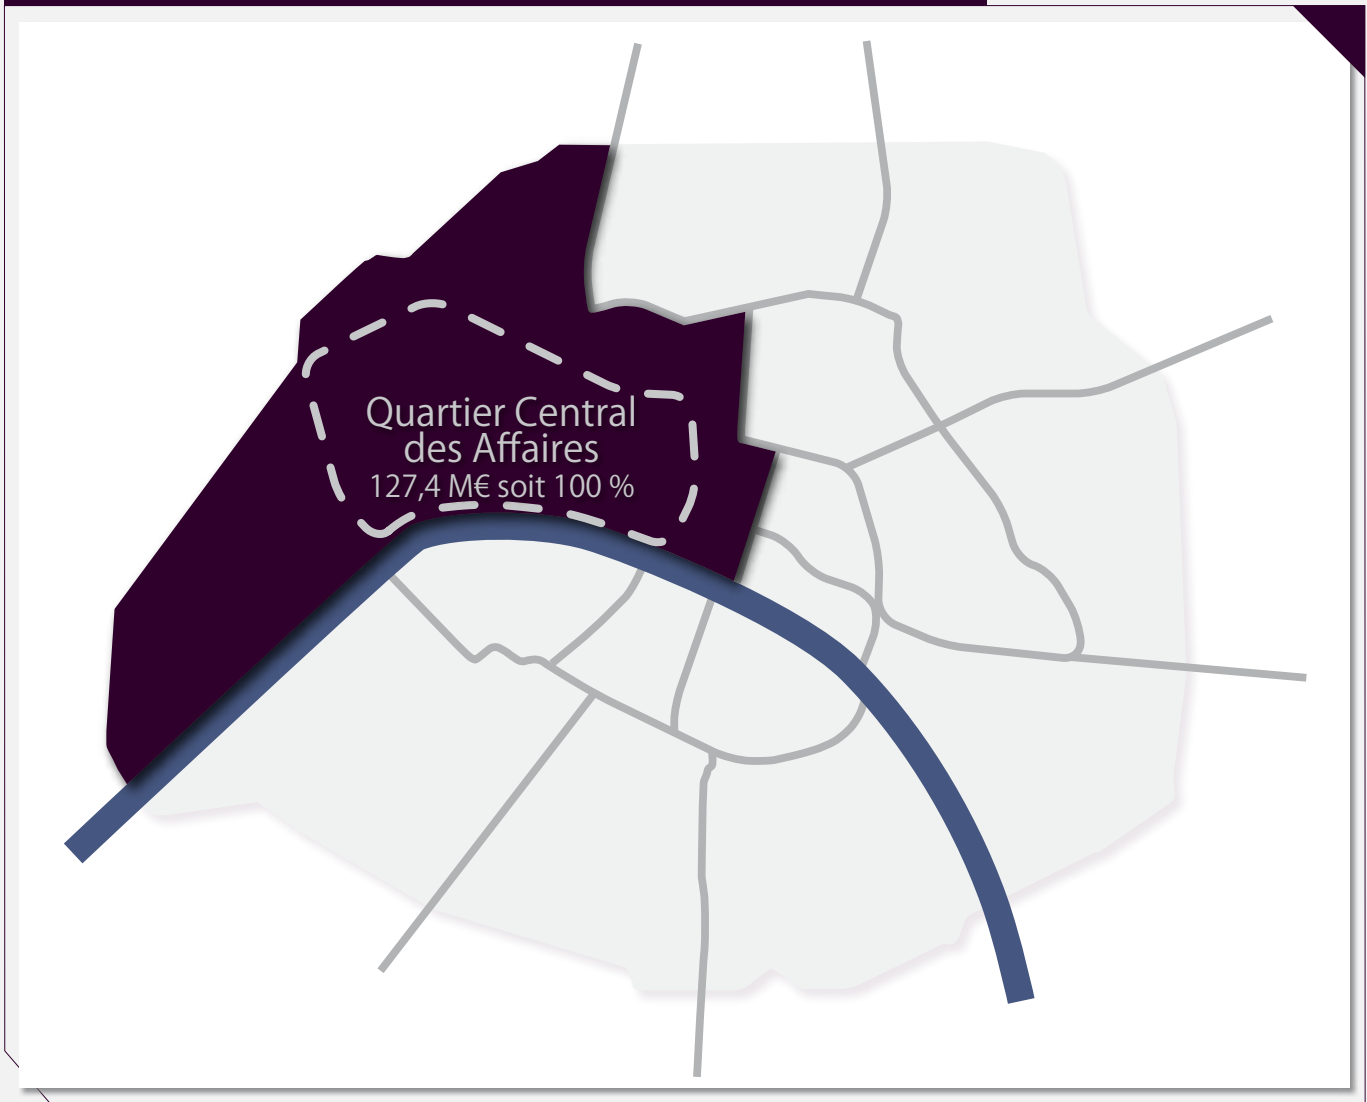 Quartier Central
des Affaires
127,4 M€ soit 100 %